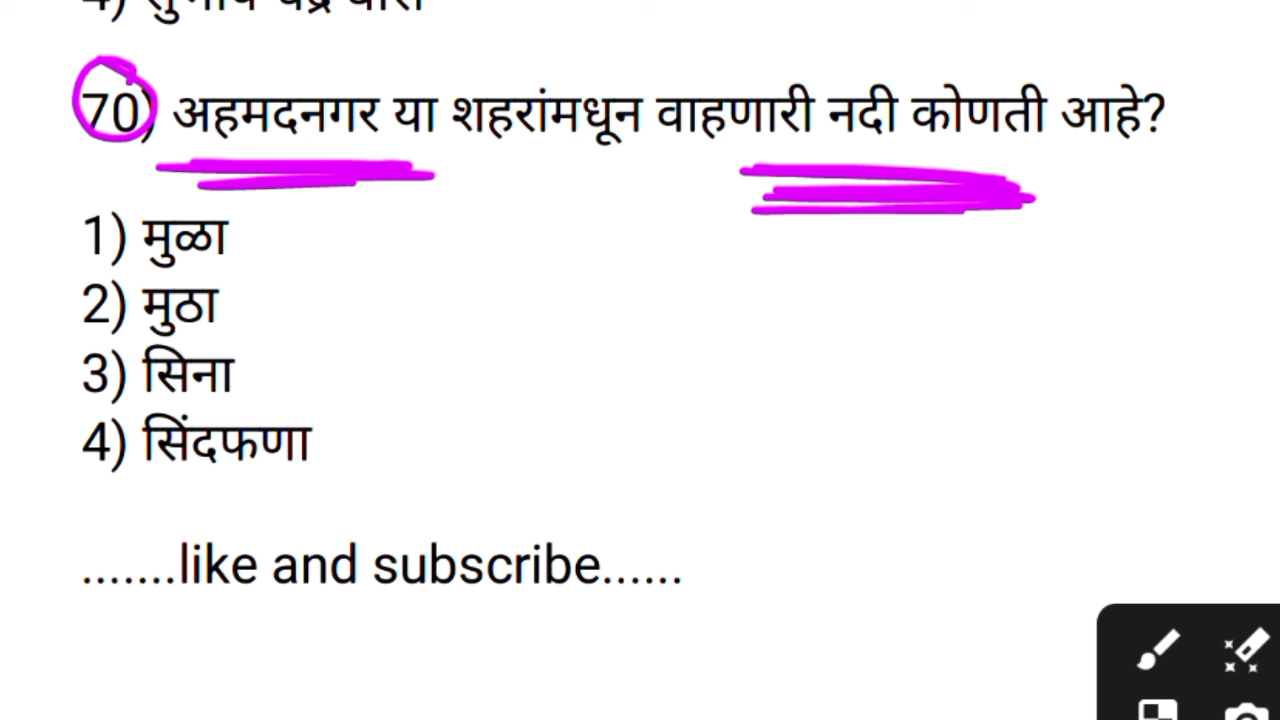 70) अहमदनगर या शहरांमधून वाहणारी नदी कोणती आहे?
1) मुळा
2) मुठा
3) सिना
4) सिंदफणा
.......like and subscribe......